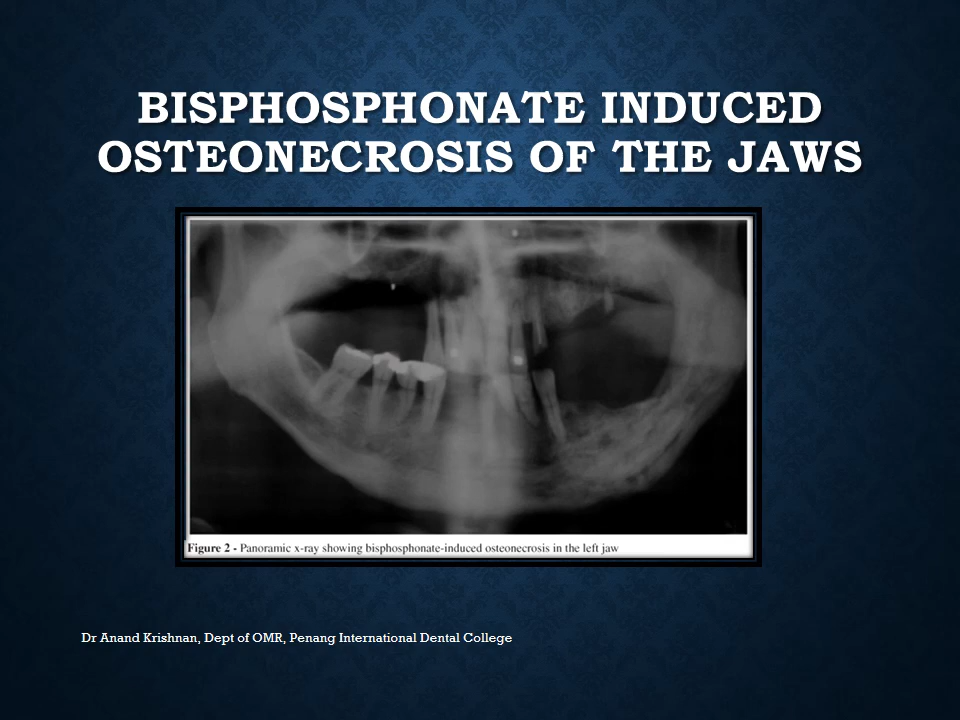 BISPHOSPHONATE INDUCED
OSTEONECROSIS OF THE JAWS
Figure 2 - Panoramic x-ray showing bisphosphonate-induced osteonecrosis in the left jaw
Dr Anand Krishnan, Dept of OMR, Penang International Dental College